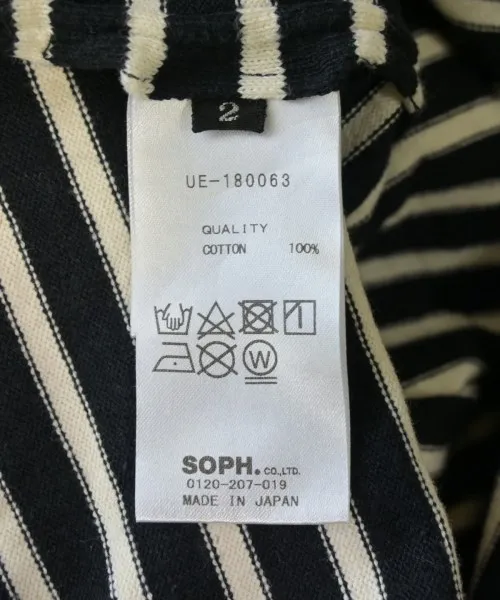 2
UE-180063
QUALITY
COTTON 100%
W
SOPH. CO.,LTD.
0120-207-019
MADE IN JAPAN